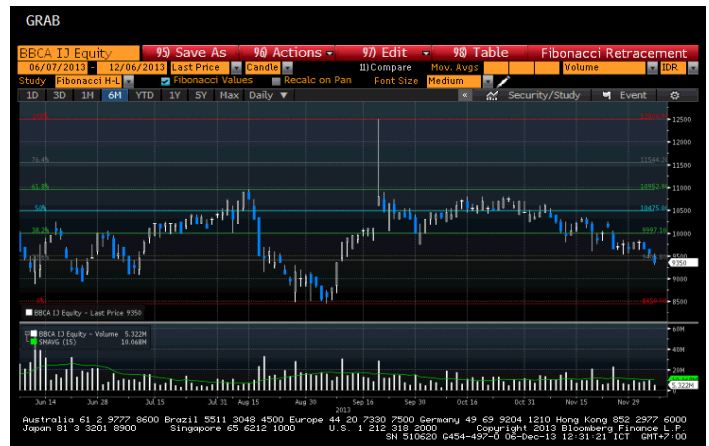 GRAB
BBCA IJ Equity 95) Save As 96) Actions 97) Edit 98) Table Fibonacci Retracement
06/07/2013 - 12/06/2013 Last Price Candle 11) Compare Mov. Avgs Volume IDR
Study Fibonacci H-L Fibonacci Values Recalc on Pan Font Size Medium
1D 3D 1M 6M YTD 1Y 5Y Max Daily ▼ « Security/Study Event
100% 12500
76.4% 11544.2 11500
61.8% 10952.9 11000
50% 10475.0 10500
38.2% 9997.10 10000
9350
9000
0% 8450.00 8500
BBCA IJ Equity - Last Price 9350
BBCA IJ Equity - Volume 5.322M
SMAVG (15) 10.068M
60M
40M
20M
5.322M
0
Jun 14 Jun 28 Jul 15 Jul 31 Aug 15 Aug 30 Sep 16 Sep 30 Oct 16 Oct 31 Nov 15 Nov 29
2013
Australia 61 2 9777 8600 Brazil 5511 3048 4500 Europe 44 20 7330 7500 Germany 49 69 9204 1210 Hong Kong 852 2977 6000
Japan 81 3 3201 8900 Singapore 65 6212 1000 U.S. 1 212 318 2000 Copyright 2013 Bloomberg Finance L.P.
SN 510620 G454-497-0 06-Dec-13 12:31:21 ICT GMT+7:00